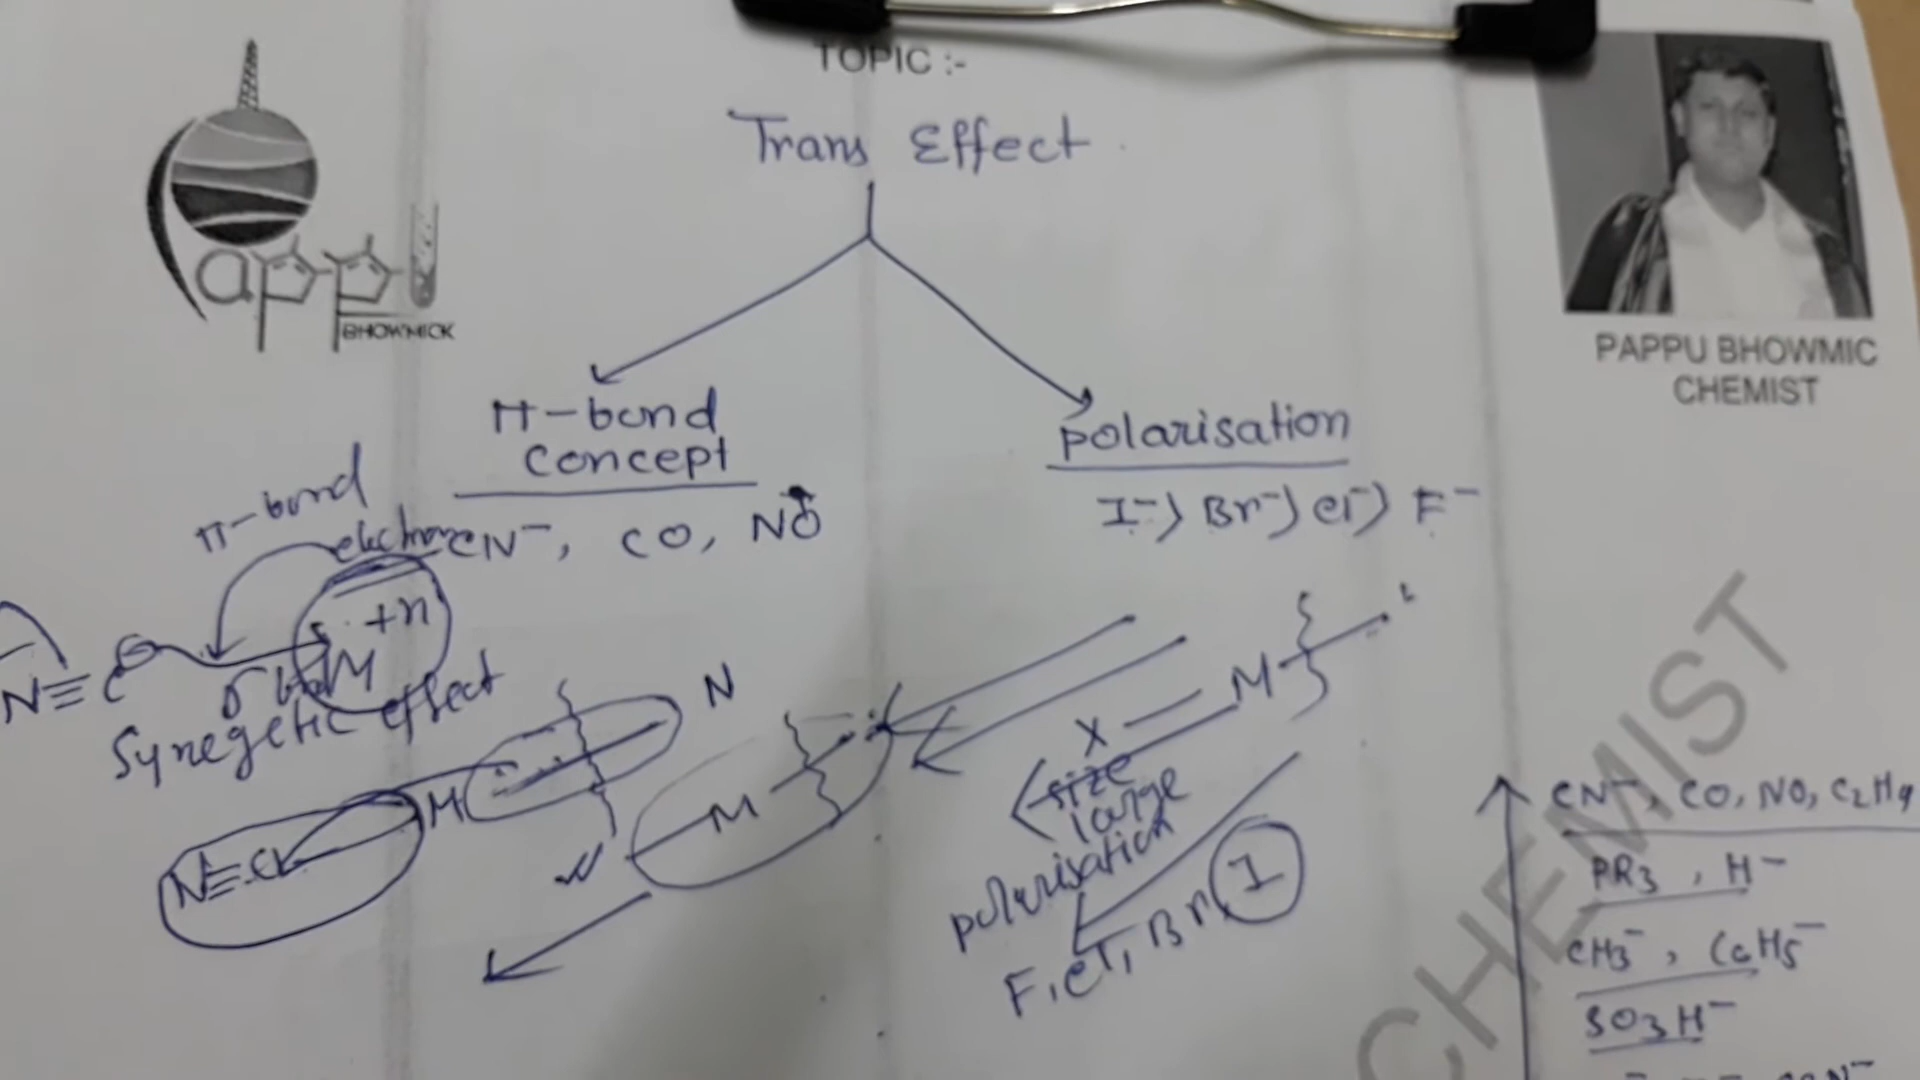 TOPIC :-
Trans Effect
BHOWMICK
PAPPU BHOWMIC
CHEMIST
π-bond
concept
polarisation
CN⁻, CO, NO
I⁻) Br⁻) Cl⁻) F⁻
π-bond
electron
+n
M
N≡C
σ bo
Synegetic effect
N
M
N≡C
M
X = M
size
large
polarisation
F, Cl, Br, I
CHEMIST
CN⁻, CO, NO, C2H4
PR3 , H⁻
CH3⁻, C6H5⁻
SO3H⁻